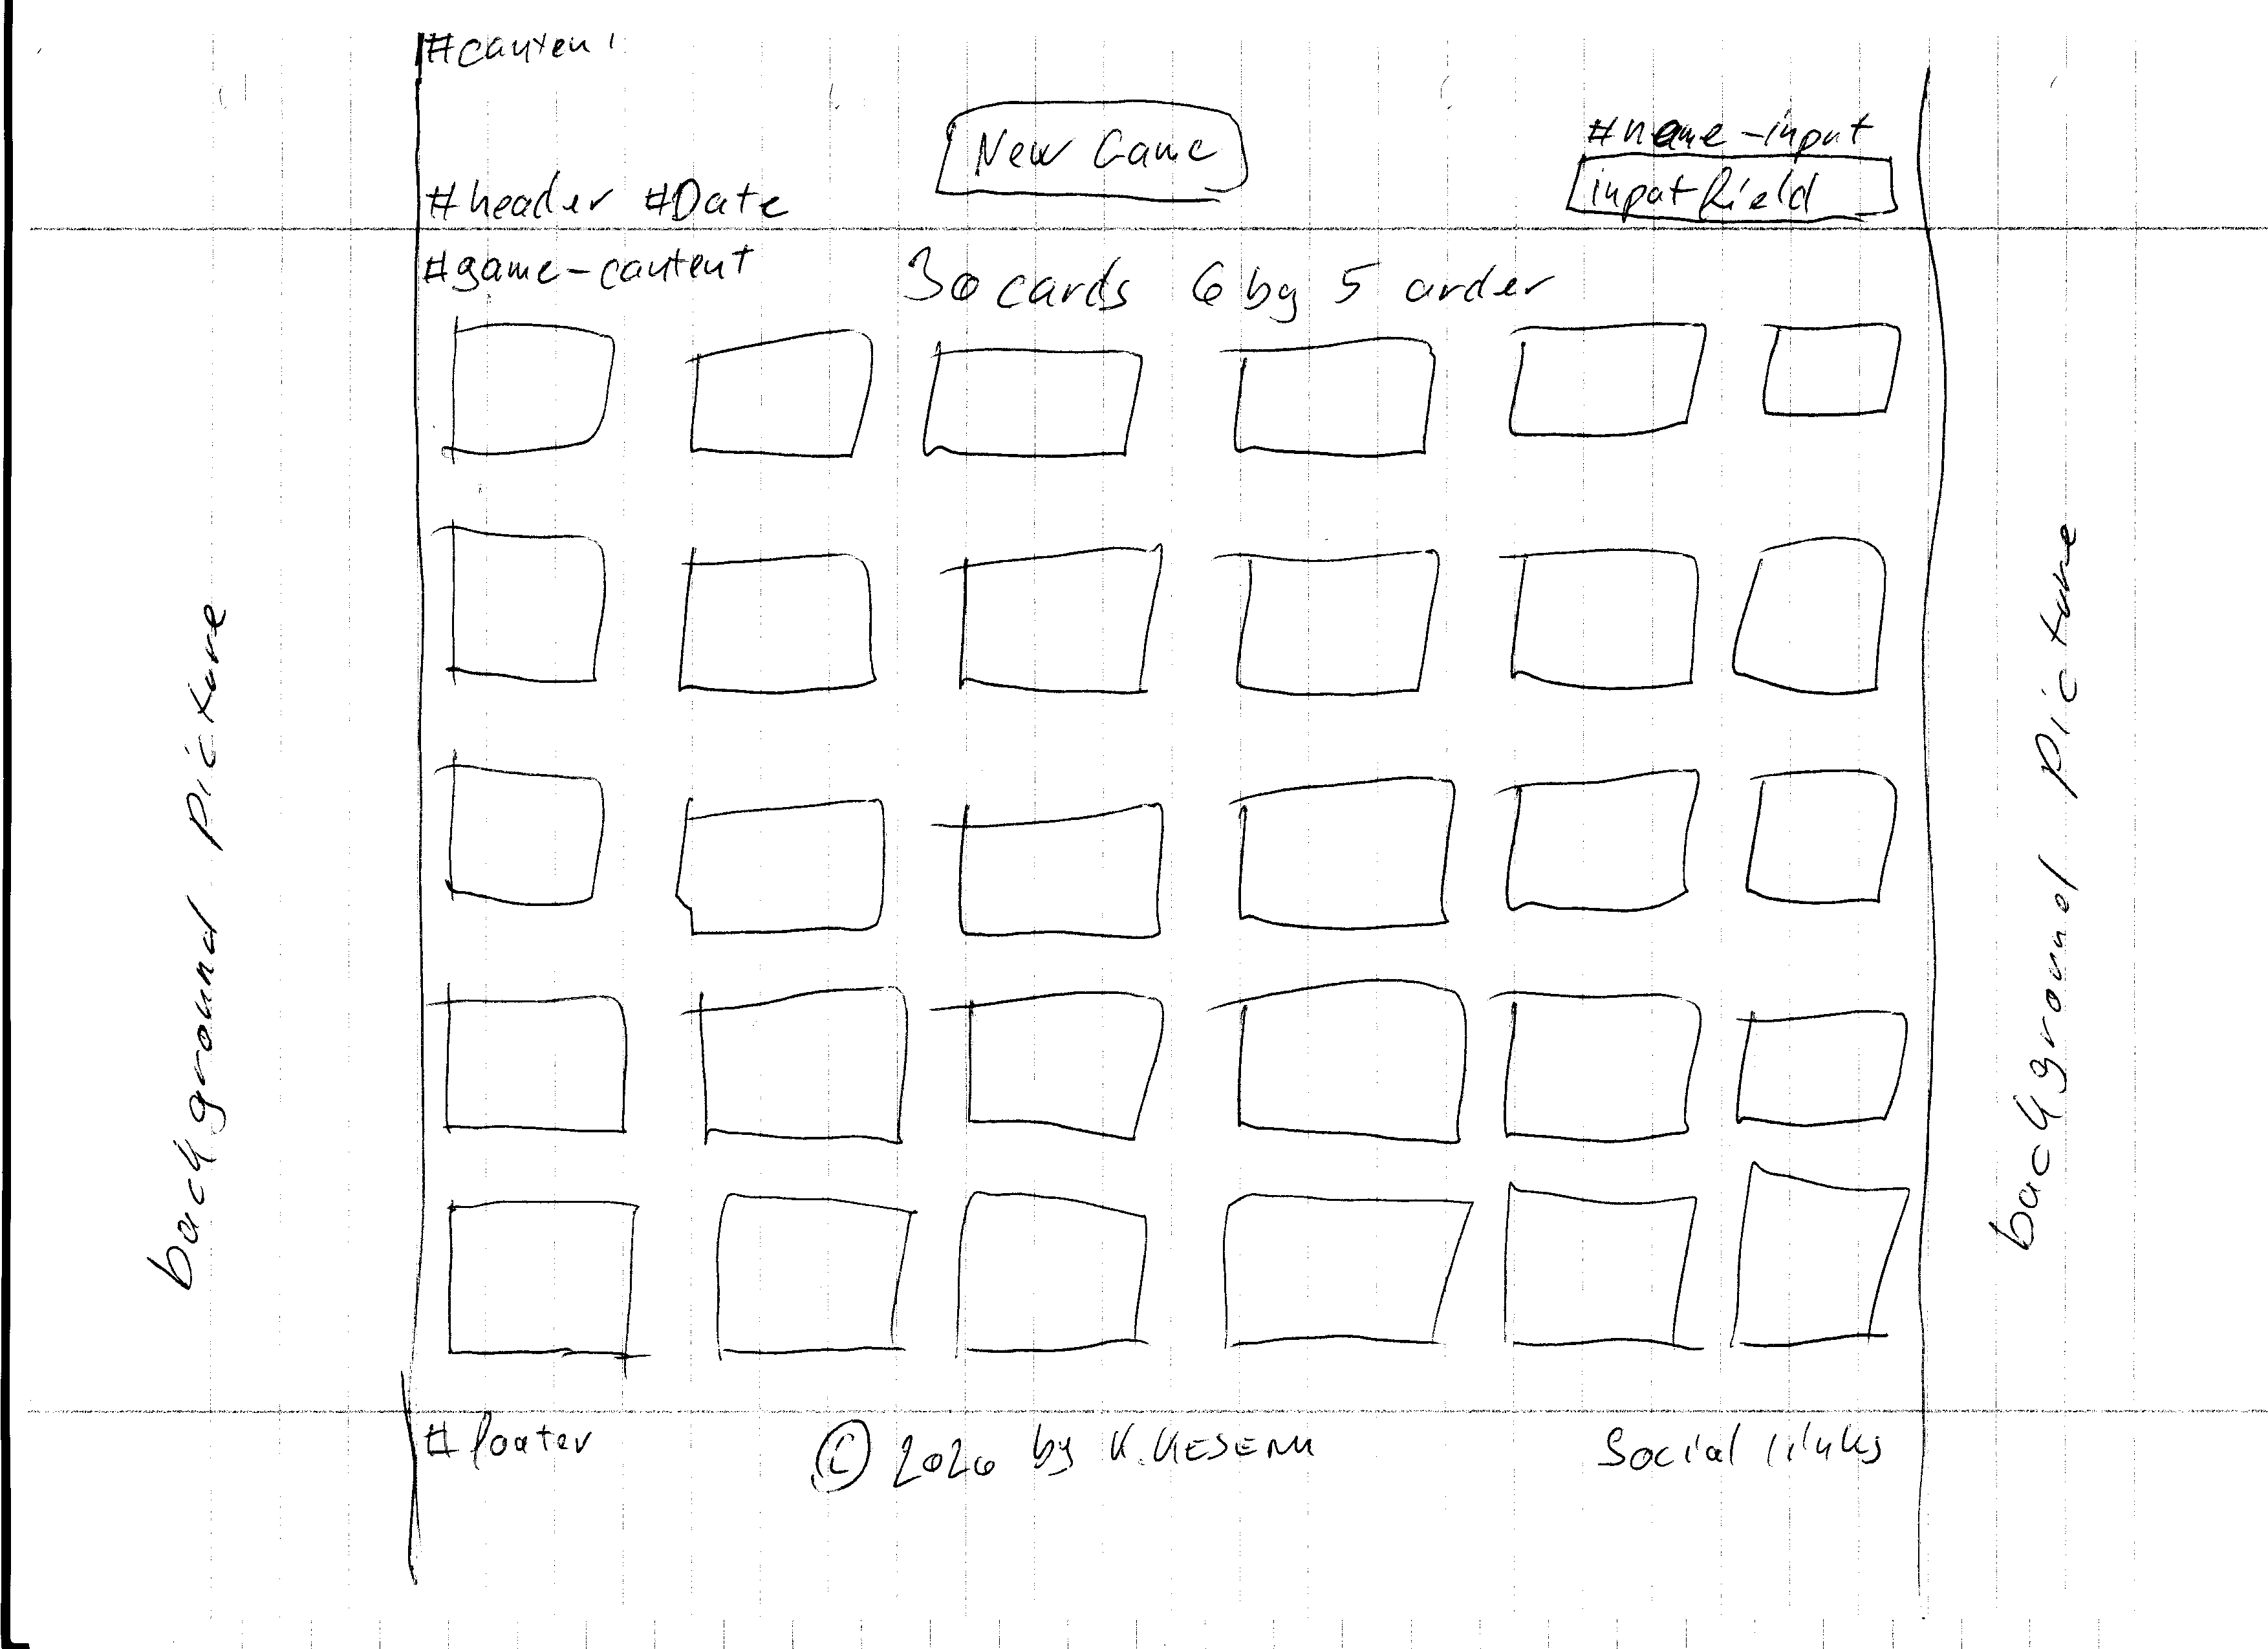 #content
New Game
#name-input
input field
#header #Date
#game-content
30 cards 6 by 5 order
background picture
background picture
#footer
© 2020 by K.KESENU
Social links